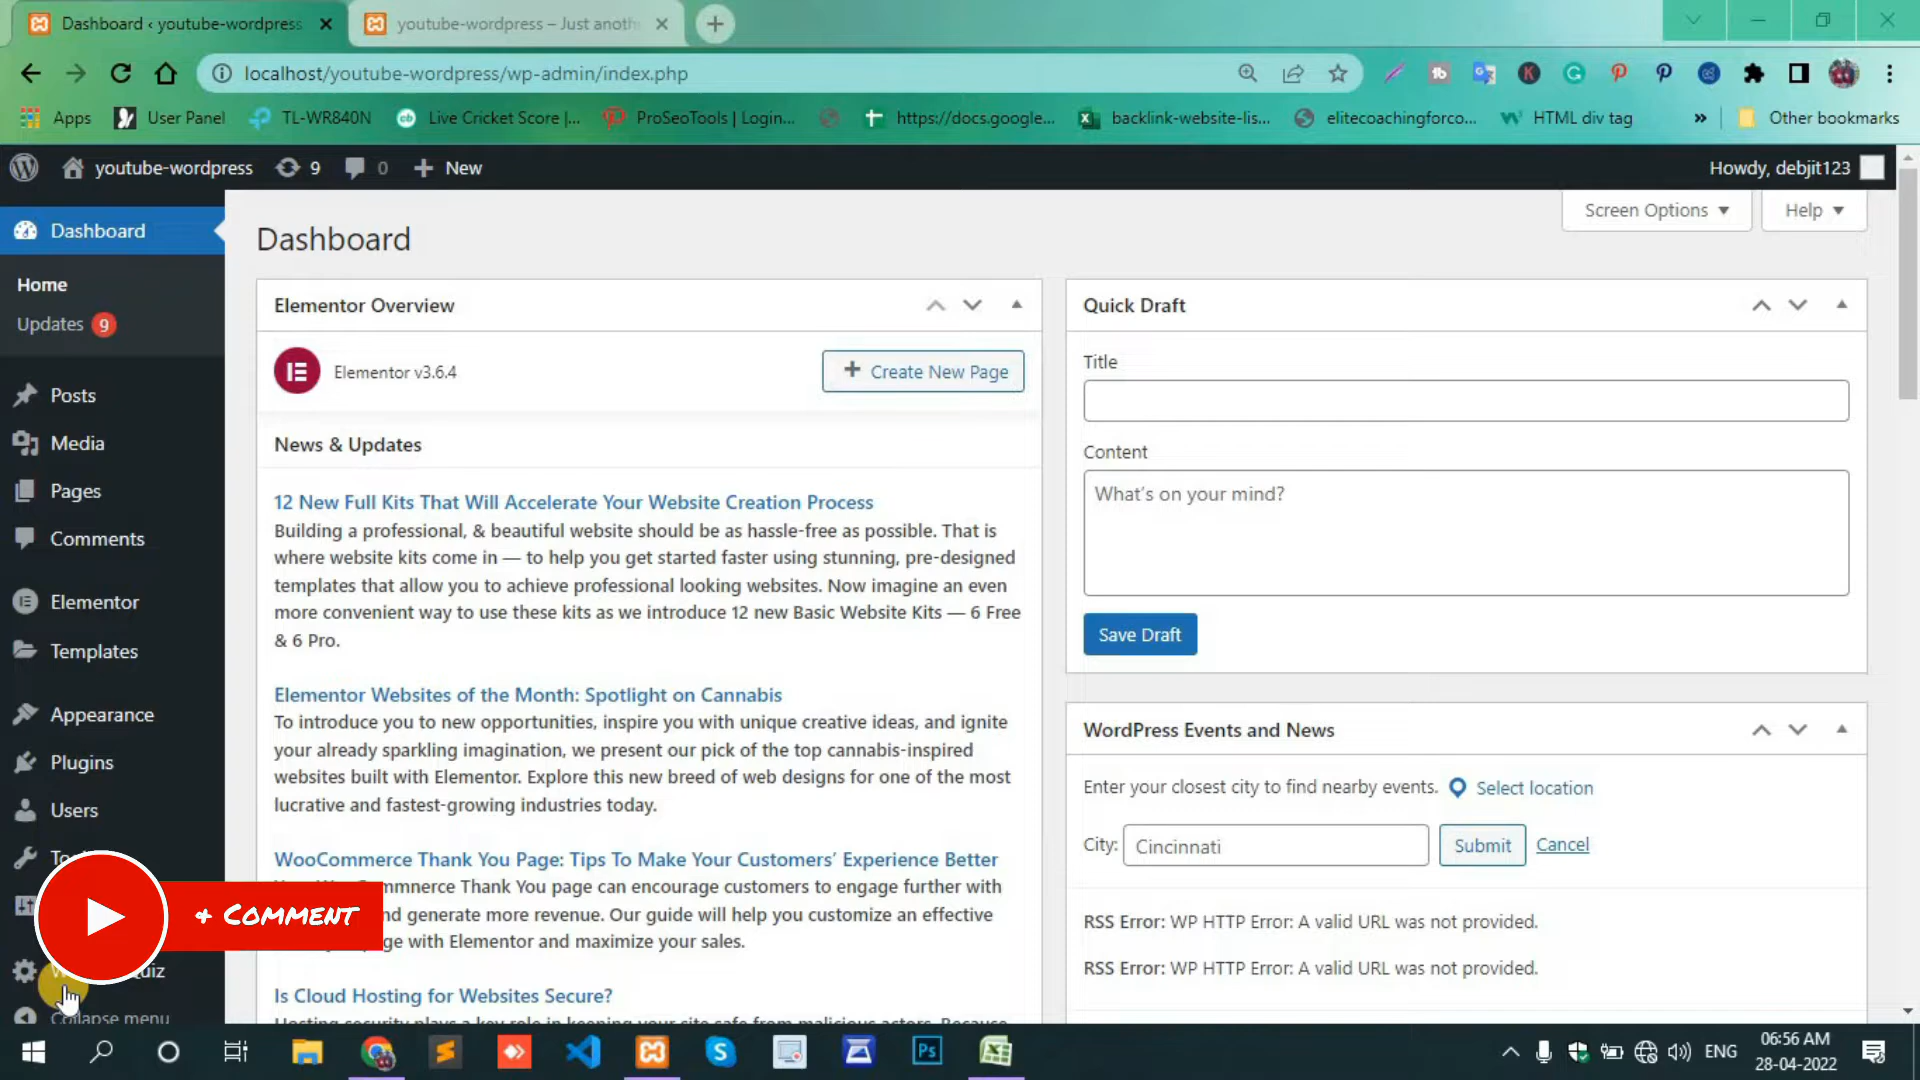 Dashboard ‹ youtube-wordpress
youtube-wordpress – Just anoth
localhost/youtube-wordpress/wp-admin/index.php
Apps
User Panel
TL-WR840N
Live Cricket Score |...
ProSeoTools | Login...
https://docs.google...
backlink-website-lis...
elitecoachingforco...
HTML div tag
»
Other bookmarks
youtube-wordpress
9
0
New
Howdy, debjit123
Screen Options
Help
Dashboard
Home
Updates 9
Posts
Media
Pages
Comments
Elementor
Templates
Appearance
Plugins
Users
Collapse menu
& COMMENT
Dashboard
Elementor Overview
Elementor v3.6.4
Create New Page
News & Updates
12 New Full Kits That Will Accelerate Your Website Creation Process
Building a professional, & beautiful website should be as hassle-free as possible. That is
where website kits come in — to help you get started faster using stunning, pre-designed
templates that allow you to achieve professional looking websites. Now imagine an even
more convenient way to use these kits as we introduce 12 new Basic Website Kits — 6 Free
& 6 Pro.
Elementor Websites of the Month: Spotlight on Cannabis
To introduce you to new opportunities, inspire you with unique creative ideas, and ignite
your already sparkling imagination, we present our pick of the top cannabis-inspired
websites built with Elementor. Explore this new breed of web designs for one of the most
lucrative and fastest-growing industries today.
WooCommerce Thank You Page: Tips To Make Your Customers’ Experience Better
Thank You page can encourage customers to engage further with
generate more revenue. Our guide will help you customize an effective
with Elementor and maximize your sales.
Is Cloud Hosting for Websites Secure?
Hosting security plays a key role in keeping your site safe from malicious actors. Because
Quick Draft
Title
Content
What’s on your mind?
Save Draft
WordPress Events and News
Enter your closest city to find nearby events. Select location
City: Cincinnati Submit Cancel
RSS Error: WP HTTP Error: A valid URL was not provided.
RSS Error: WP HTTP Error: A valid URL was not provided.
Ps
ENG
06:56 AM
28-04-2022